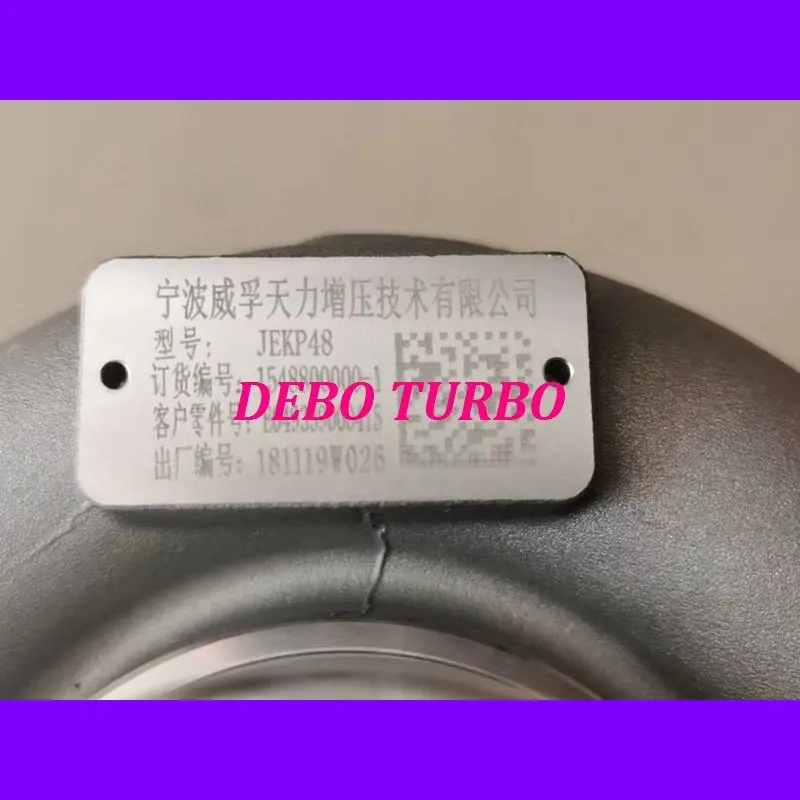 宁波威孚天力增压技术有限公司
型号: JEKP48
订货编号: 1548800000-1
DEBO TURBO
客户零件号:
出厂编号: 181119W026